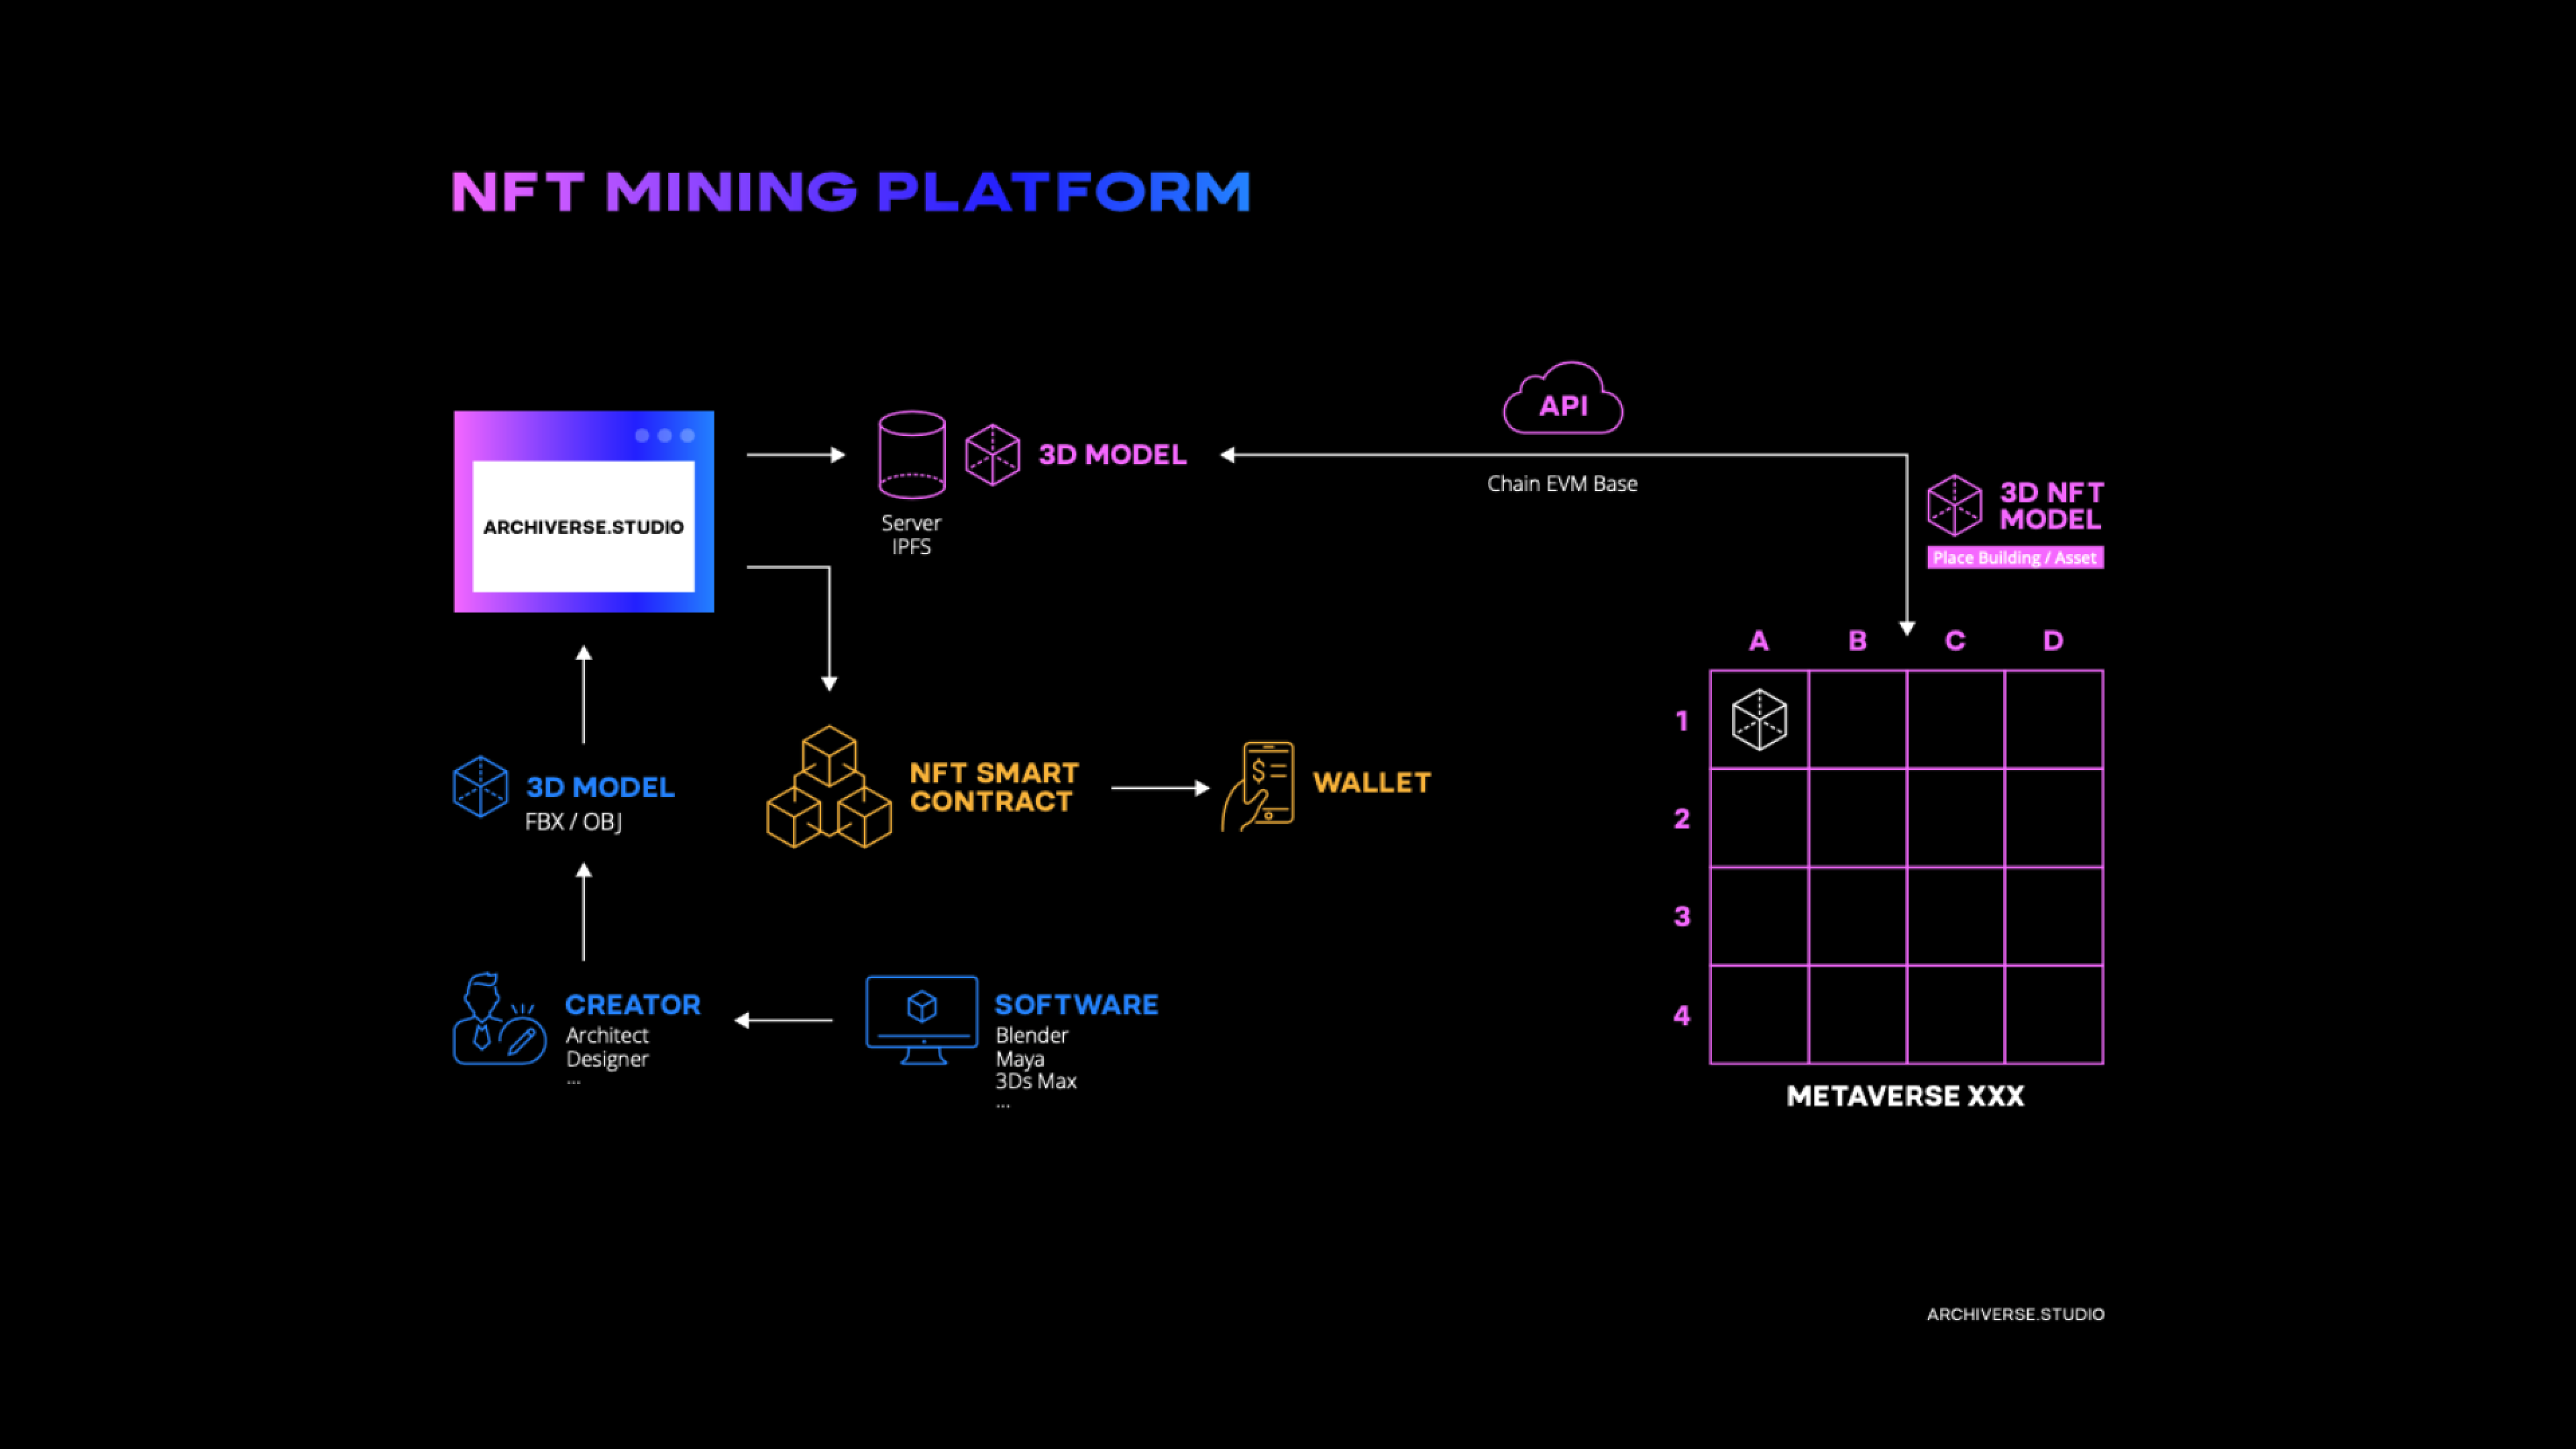 NFT MINING PLATFORM
ARCHIVERSE.STUDIO
Server
IPFS
3D MODEL
API
Chain EVM Base
3D NFT
MODEL
Place Building / Asset
3D MODEL
FBX / OBJ
NFT SMART
CONTRACT
$
WALLET
CREATOR
Architect
Designer
...
SOFTWARE
Blender
Maya
3Ds Max
...
A B C D
1
2
3
4
METAVERSE XXX
ARCHIVERSE.STUDIO